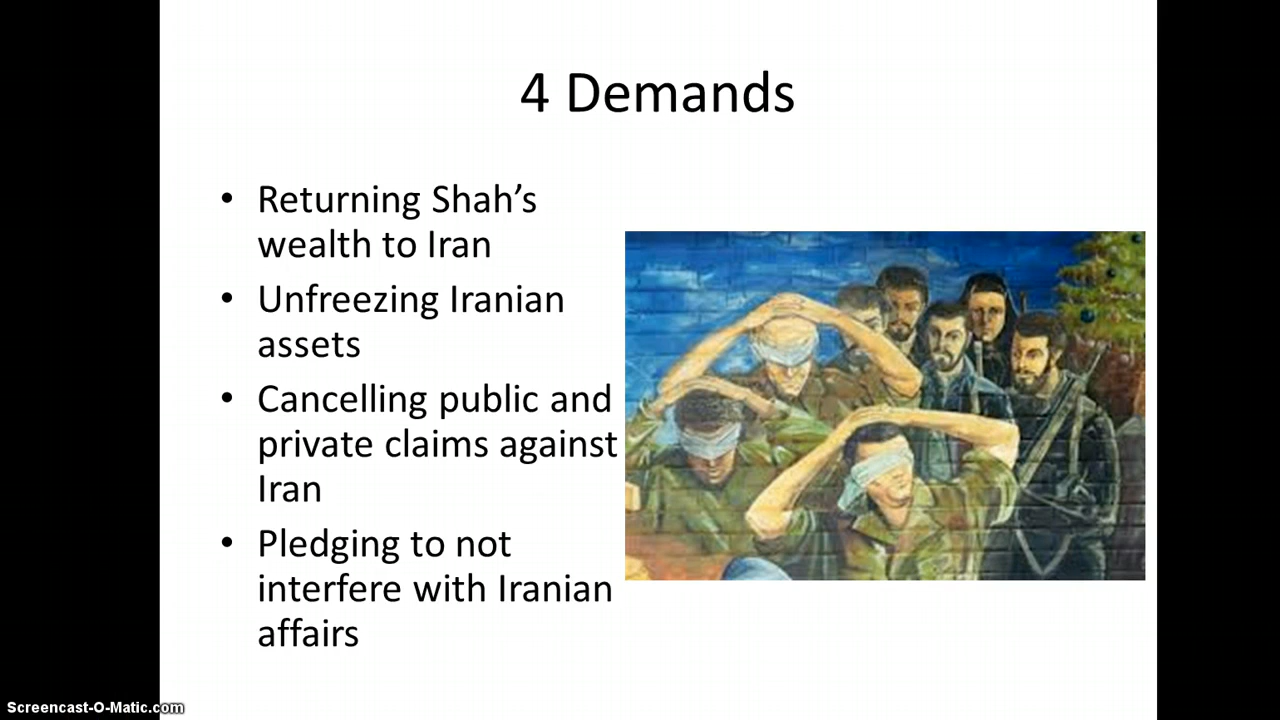 4 Demands
• Returning Shah’s
wealth to Iran
• Unfreezing Iranian
assets
• Cancelling public and
private claims against
Iran
• Pledging to not
interfere with Iranian
affairs
Screencast-O-Matic.com